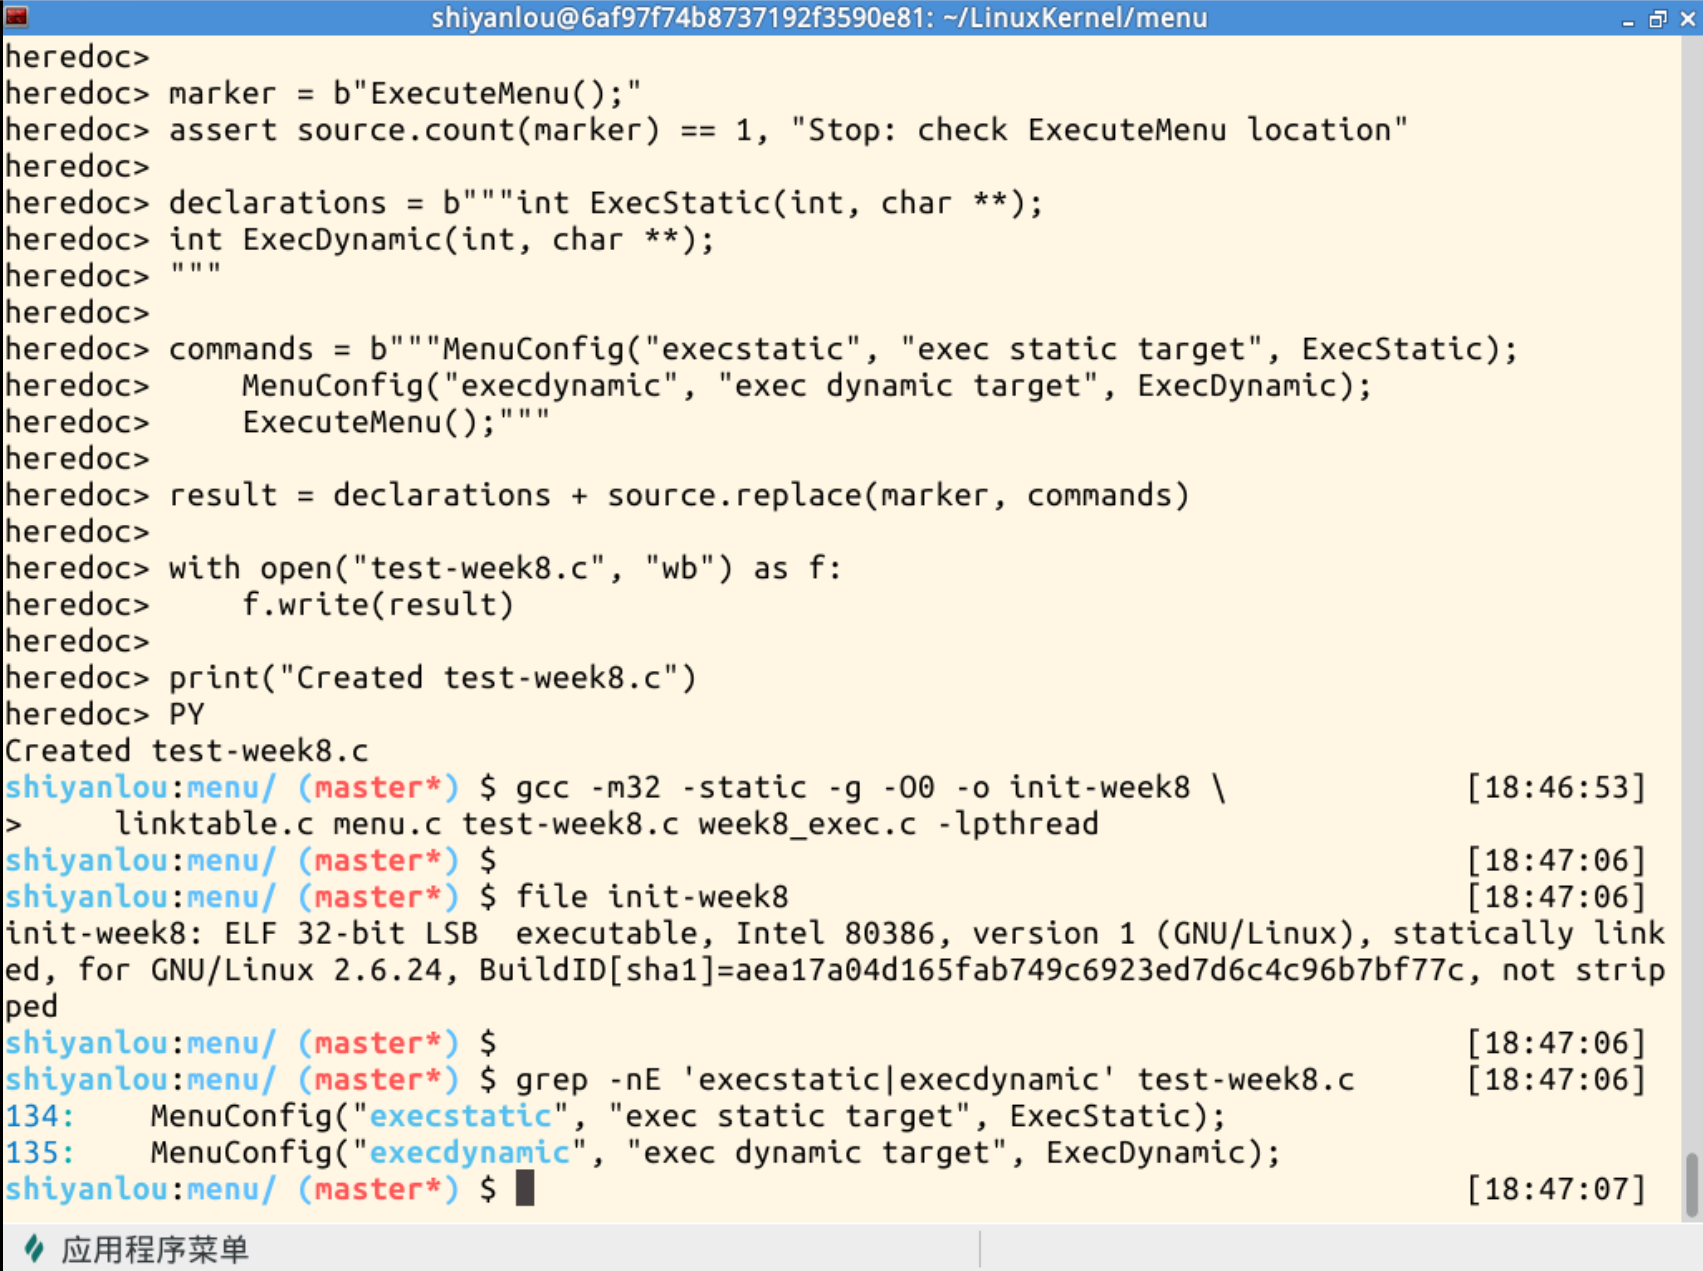 shiyanlou@6af97f74b8737192f3590e81: ~/LinuxKernel/menu
heredoc>
heredoc> marker = b"ExecuteMenu();"
heredoc> assert source.count(marker) == 1, "Stop: check ExecuteMenu location"
heredoc>
heredoc> declarations = b"""int ExecStatic(int, char **);
heredoc> int ExecDynamic(int, char **);
heredoc> """
heredoc>
heredoc> commands = b"""MenuConfig("execstatic", "exec static target", ExecStatic);
heredoc>     MenuConfig("execdynamic", "exec dynamic target", ExecDynamic);
heredoc>     ExecuteMenu();"""
heredoc>
heredoc> result = declarations + source.replace(marker, commands)
heredoc>
heredoc> with open("test-week8.c", "wb") as f:
heredoc>     f.write(result)
heredoc>
heredoc> print("Created test-week8.c")
heredoc> PY
Created test-week8.c
shiyanlou:menu/ (master*) $ gcc -m32 -static -g -O0 -o init-week8 \ [18:46:53]
>     linktable.c menu.c test-week8.c week8_exec.c -lpthread
shiyanlou:menu/ (master*) $ [18:47:06]
shiyanlou:menu/ (master*) $ file init-week8 [18:47:06]
init-week8: ELF 32-bit LSB  executable, Intel 80386, version 1 (GNU/Linux), statically link
ed, for GNU/Linux 2.6.24, BuildID[sha1]=aea17a04d165fab749c6923ed7d6c4c96b7bf77c, not strip
ped
shiyanlou:menu/ (master*) $ [18:47:06]
shiyanlou:menu/ (master*) $ grep -nE 'execstatic|execdynamic' test-week8.c [18:47:06]
134:    MenuConfig("execstatic", "exec static target", ExecStatic);
135:    MenuConfig("execdynamic", "exec dynamic target", ExecDynamic);
shiyanlou:menu/ (master*) $ [18:47:07]
应用程序菜单